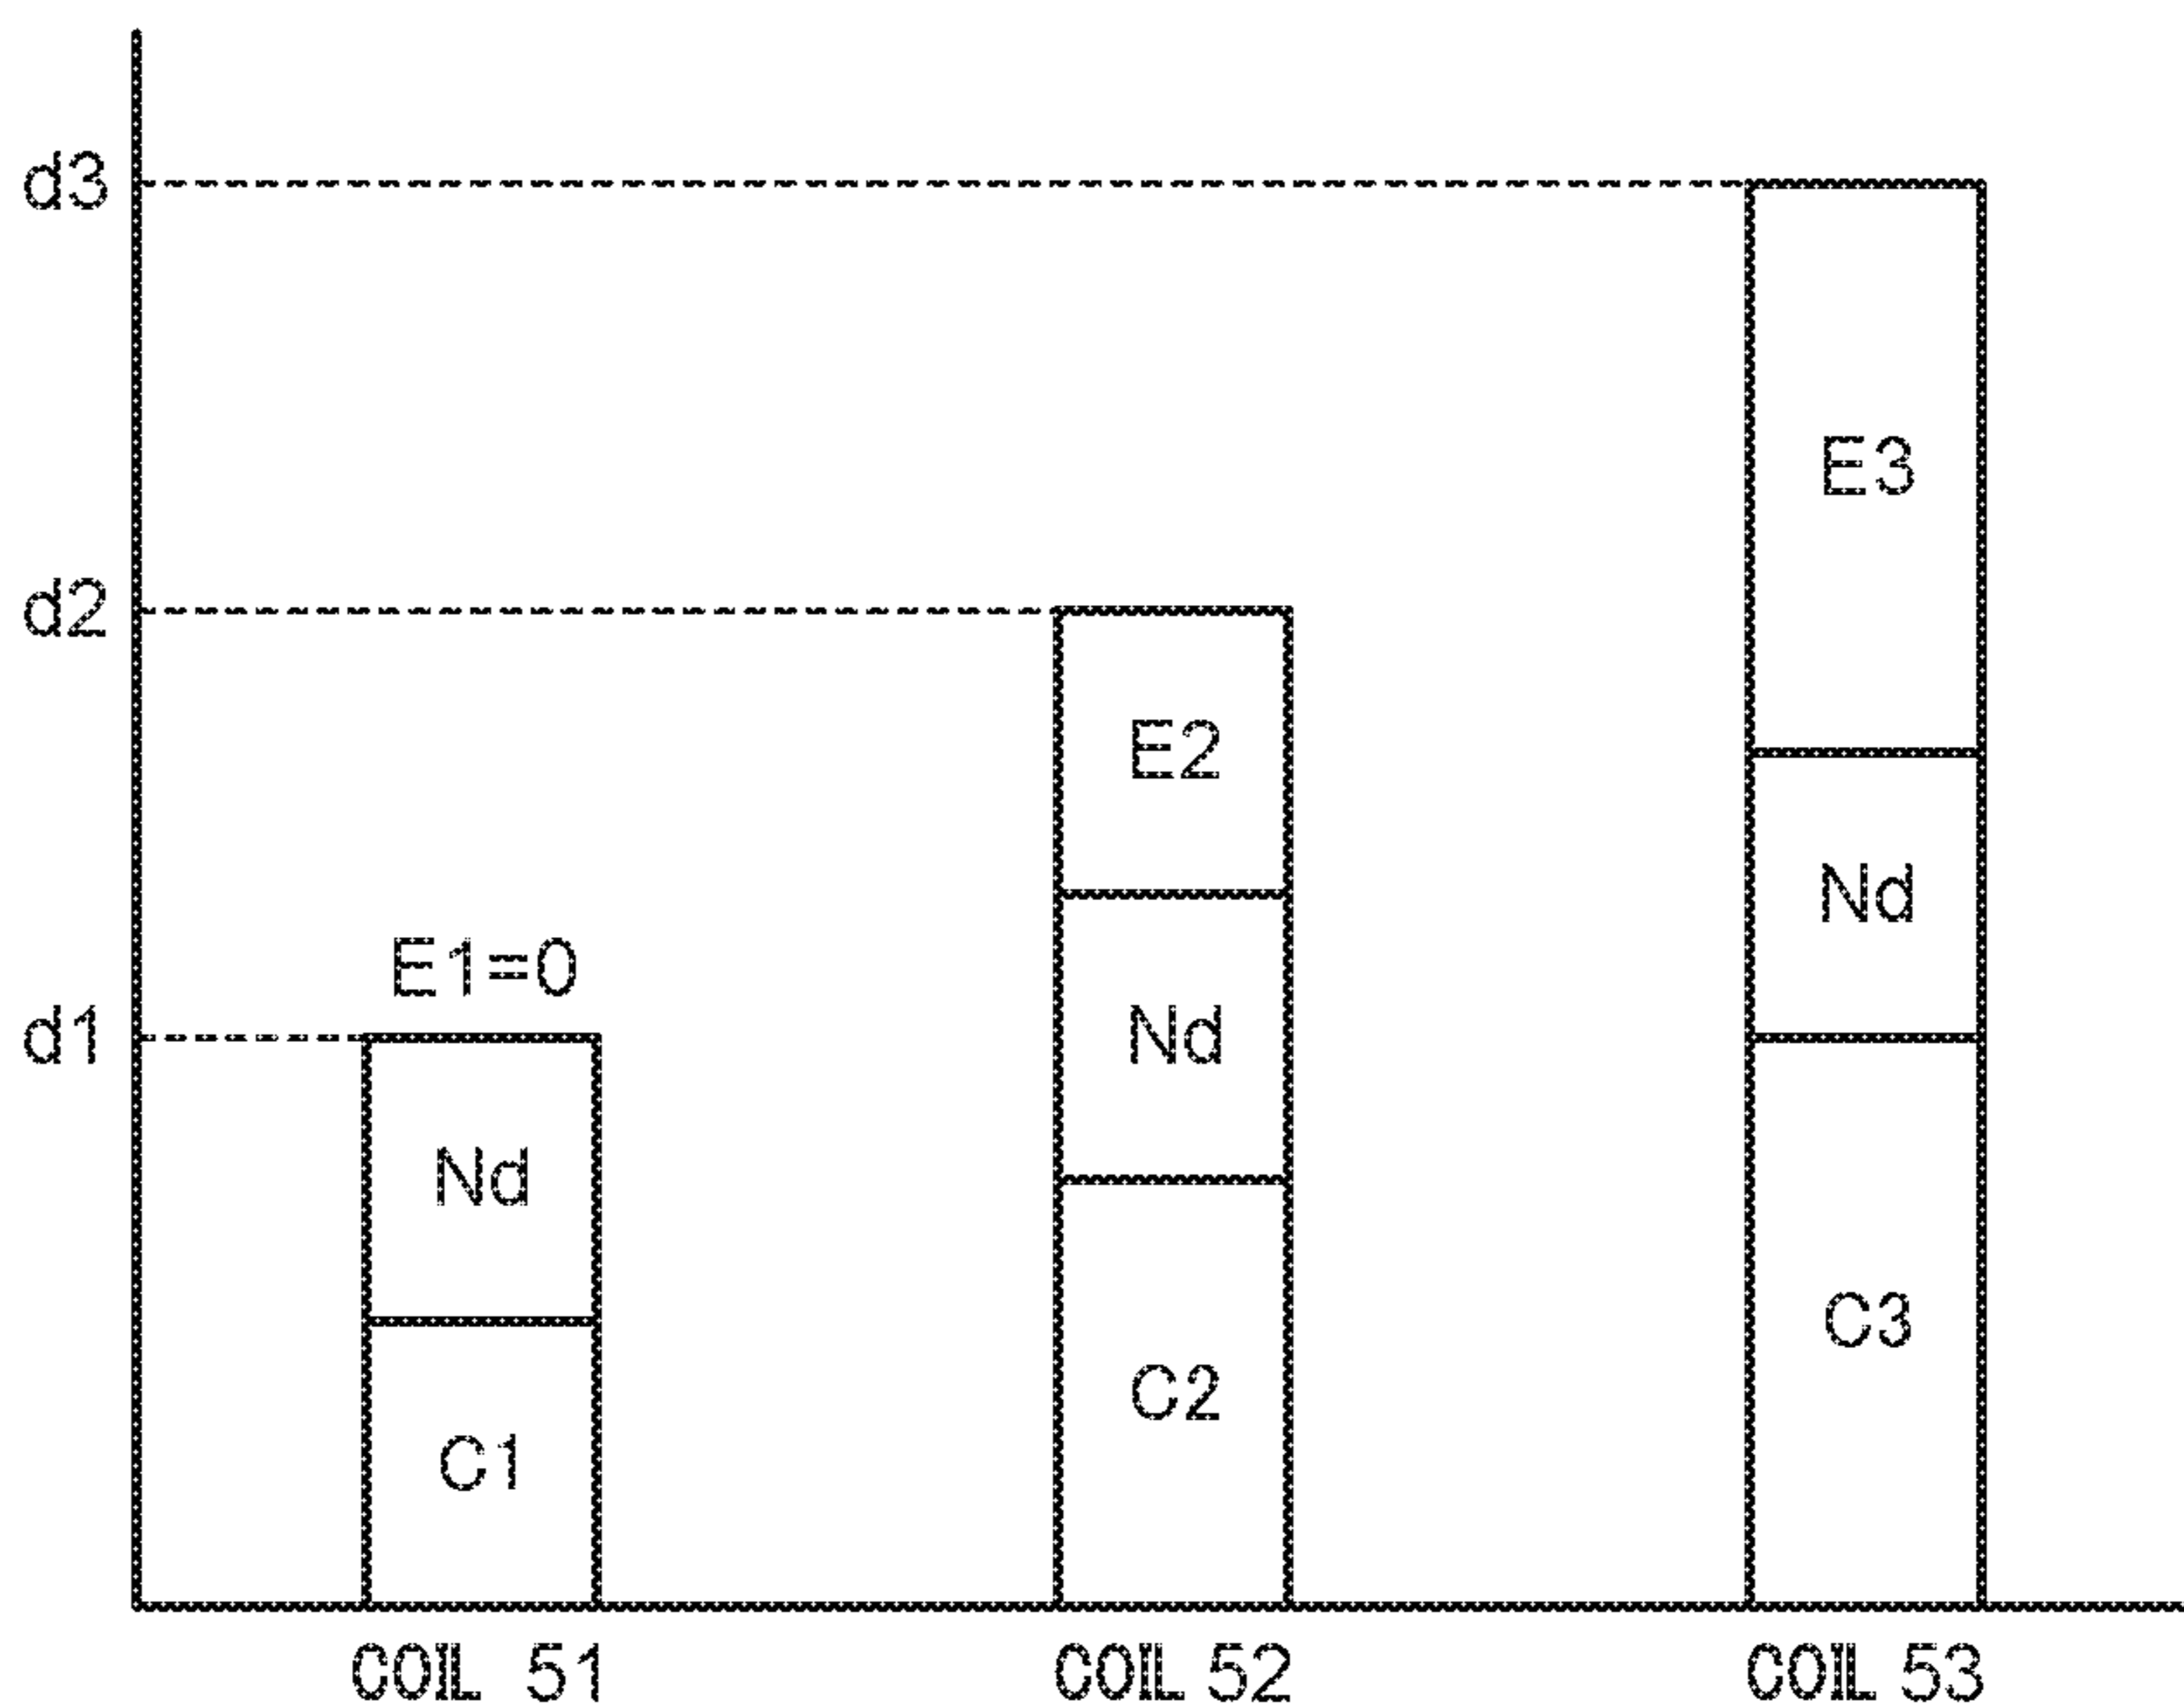 d3
E3
d2
E2
Nd
E1=0
d1
Nd
Nd
C3
C2
C1
COIL 51
COIL 52
COIL 53